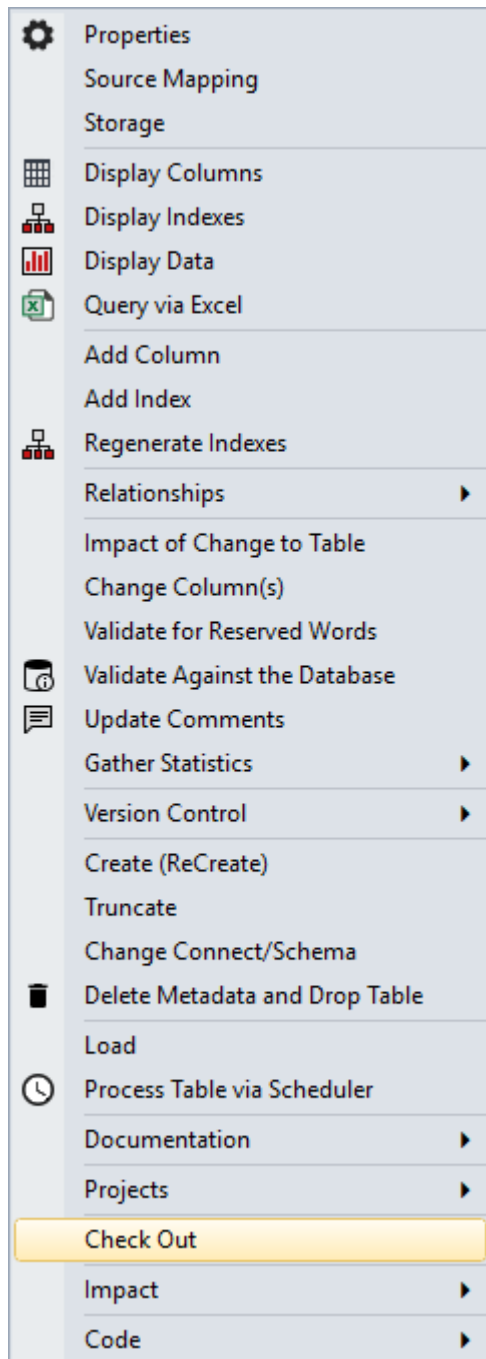 Properties
Source Mapping
Storage
Display Columns
Display Indexes
Display Data
Query via Excel
Add Column
Add Index
Regenerate Indexes
Relationships
Impact of Change to Table
Change Column(s)
Validate for Reserved Words
Validate Against the Database
Update Comments
Gather Statistics
Version Control
Create (ReCreate)
Truncate
Change Connect/Schema
Delete Metadata and Drop Table
Load
Process Table via Scheduler
Documentation
Projects
Check Out
Impact
Code